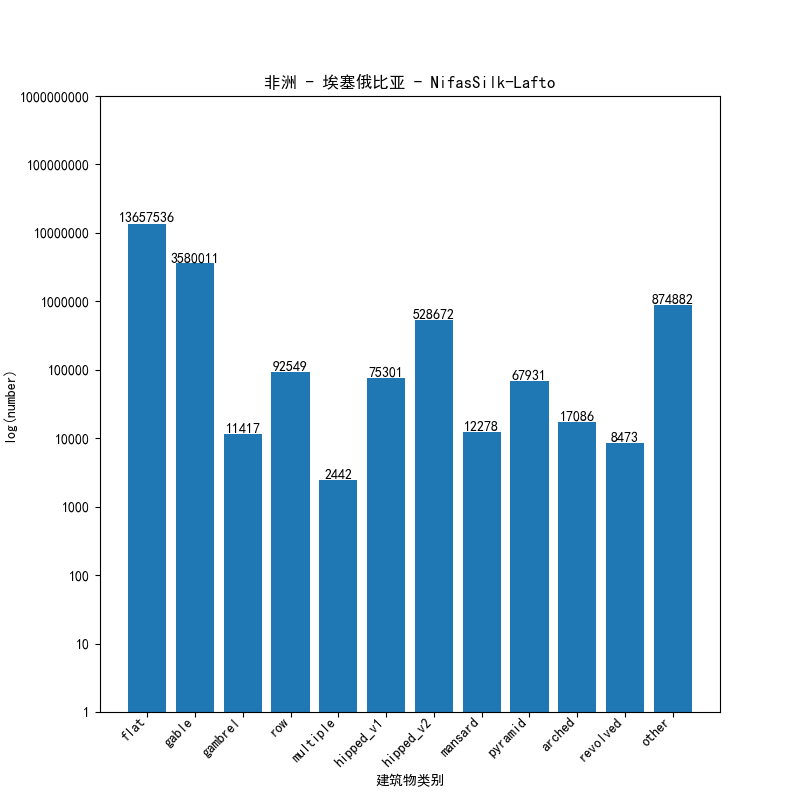 非洲 - 埃塞俄比亚 - NifasSilk-Lafto
1000000000
100000000
10000000
1000000
100000
10000
1000
100
10
1
log(number)
13657536
3580011
11417
92549
2442
75301
528672
12278
67931
17086
8473
874882
flat
gable
gambrel
row
multiple
hipped_v1
hipped_v2
mansard
pyramid
arched
revolved
other
建筑物类别